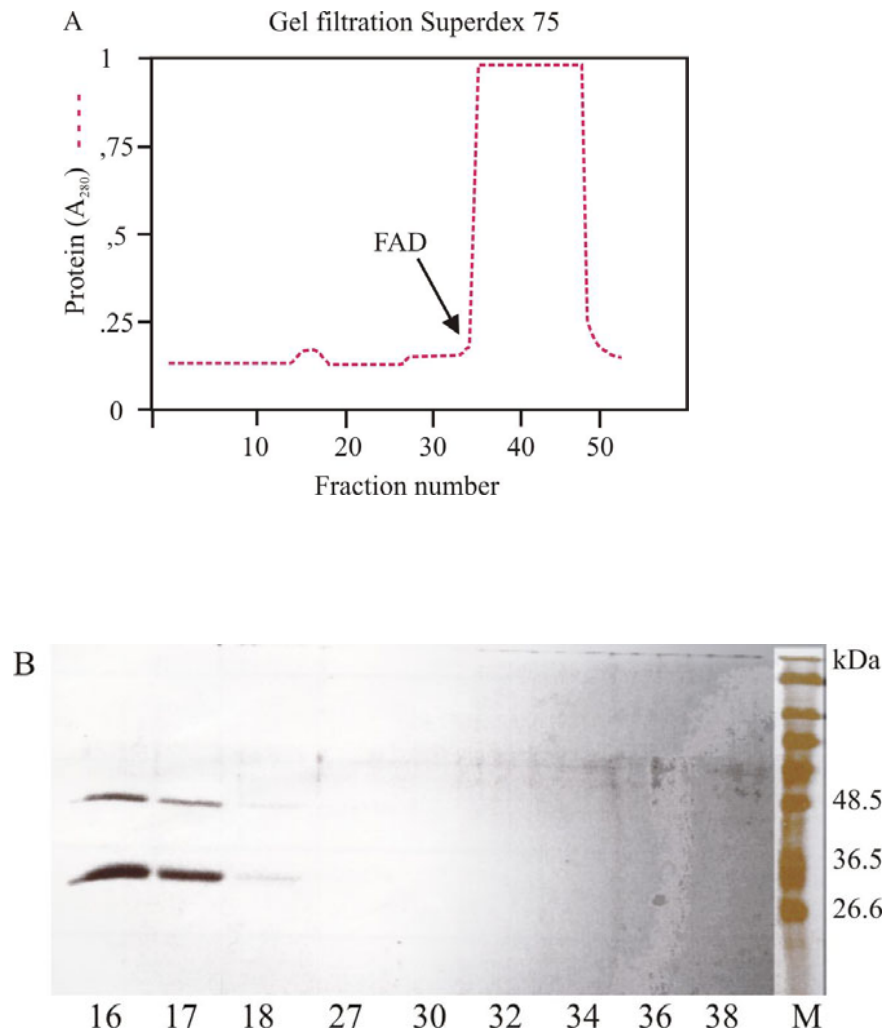 A
Gel filtration Superdex 75
Protein (A₂₈₀)
1
,75
,5
.25
0
FAD
10 20 30 40 50
Fraction number
B
kDa
48.5
36.5
26.6
16 17 18 27 30 32 34 36 38 M